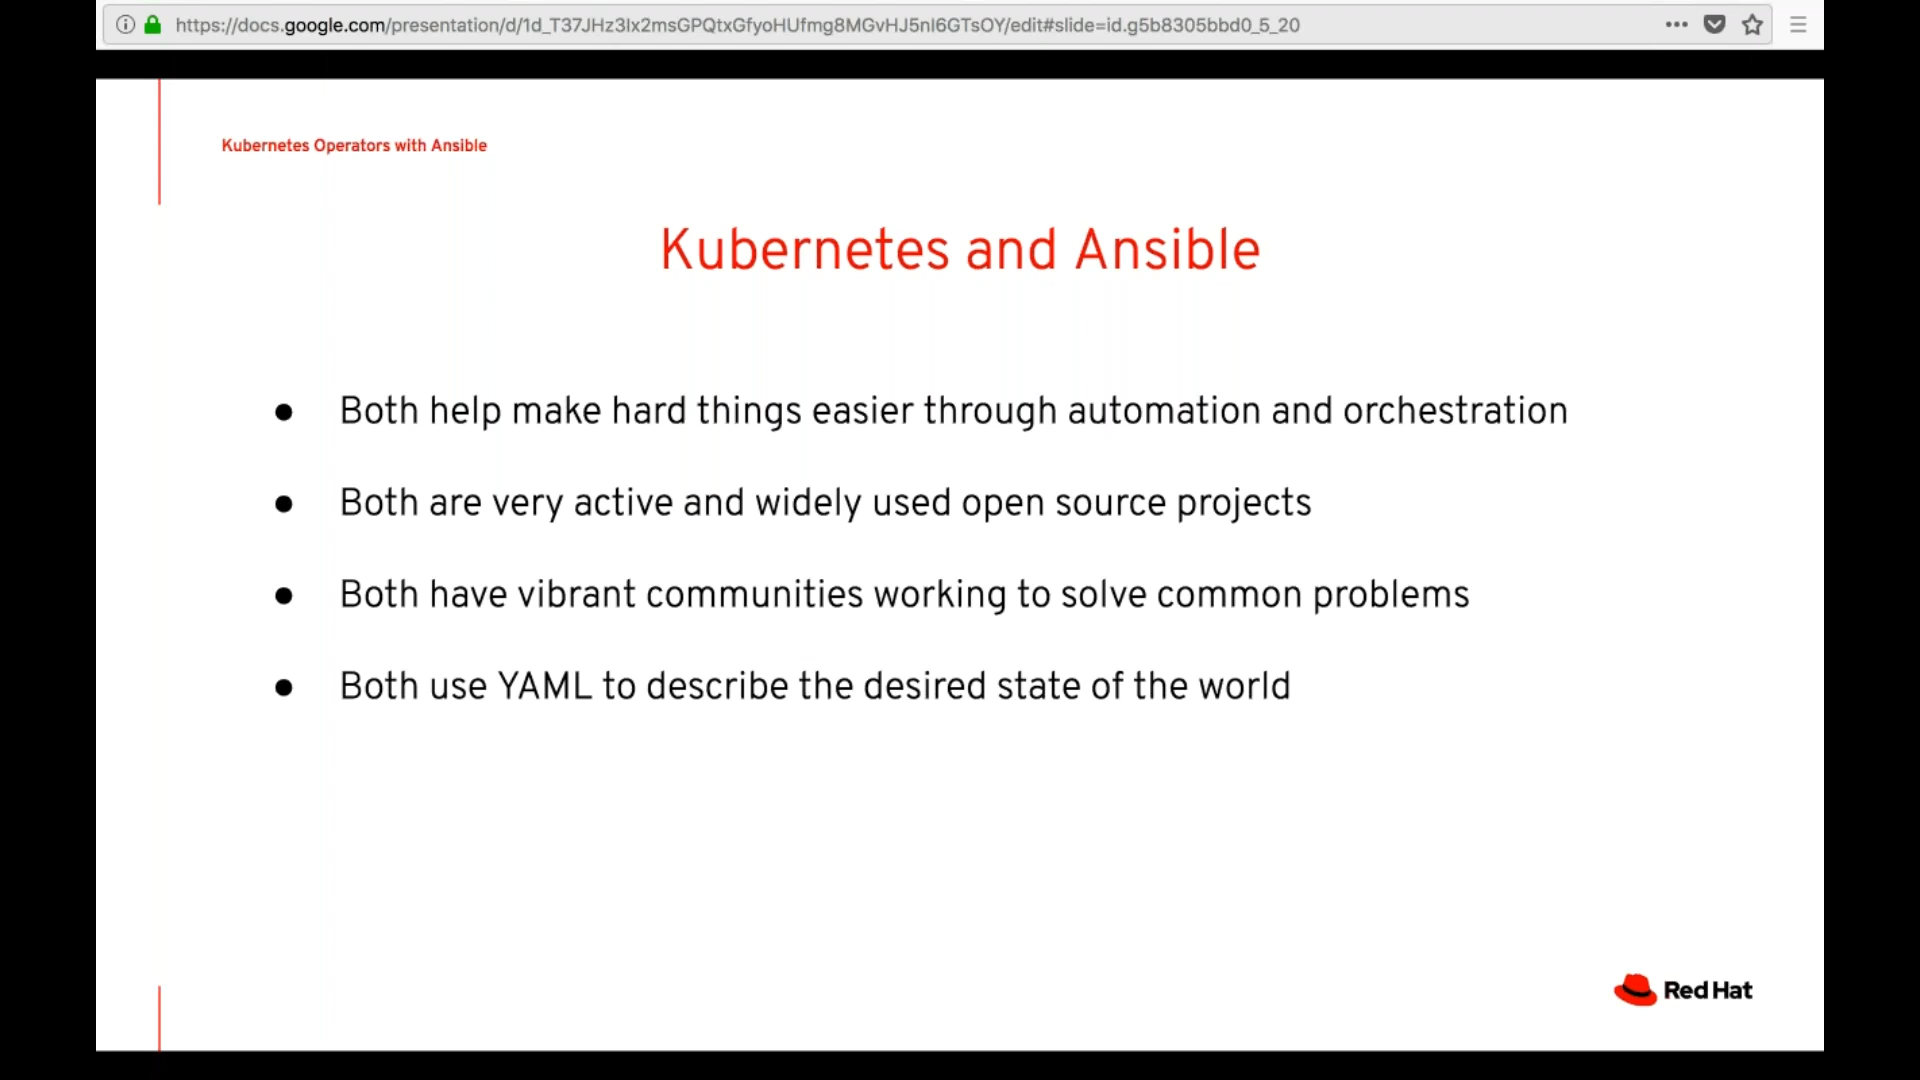 https://docs.google.com/presentation/d/1d_T37JHz3Ix2msGPQtxGfyoHUfmg8MGvHJ5nI6GTsOY/edit#slide=id.g5b8305bbd0_5_20
Kubernetes Operators with Ansible
Kubernetes and Ansible
● Both help make hard things easier through automation and orchestration
● Both are very active and widely used open source projects
● Both have vibrant communities working to solve common problems
● Both use YAML to describe the desired state of the world
Red Hat